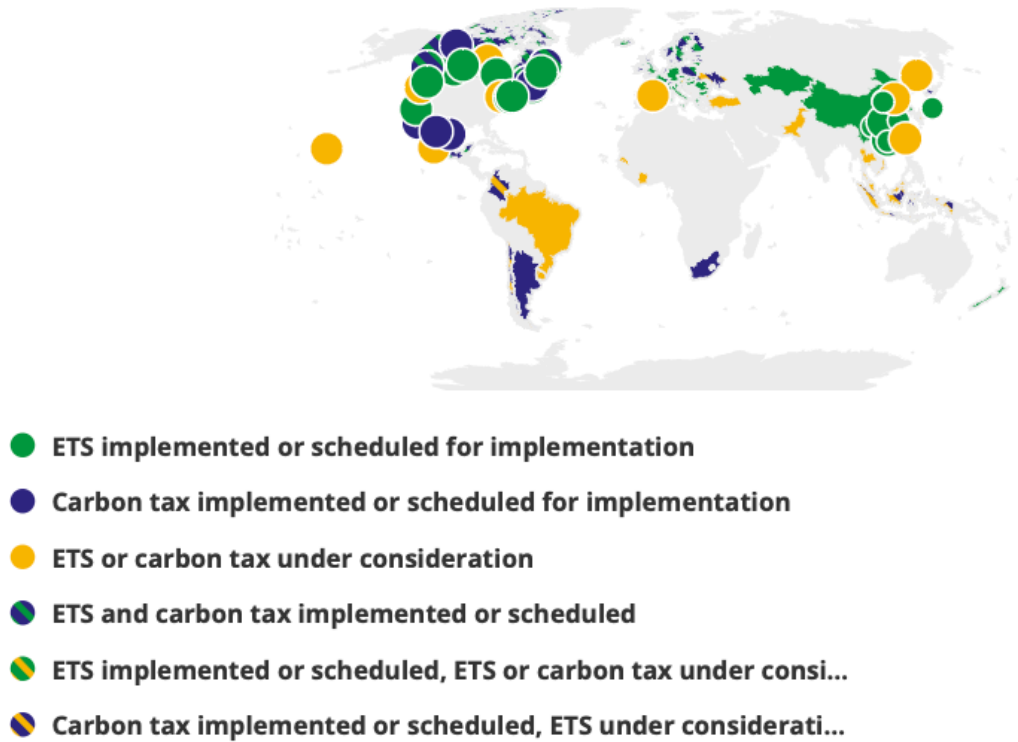 ETS implemented or scheduled for implementation
Carbon tax implemented or scheduled for implementation
ETS or carbon tax under consideration
ETS and carbon tax implemented or scheduled
ETS implemented or scheduled, ETS or carbon tax under consi...
Carbon tax implemented or scheduled, ETS under considerati...